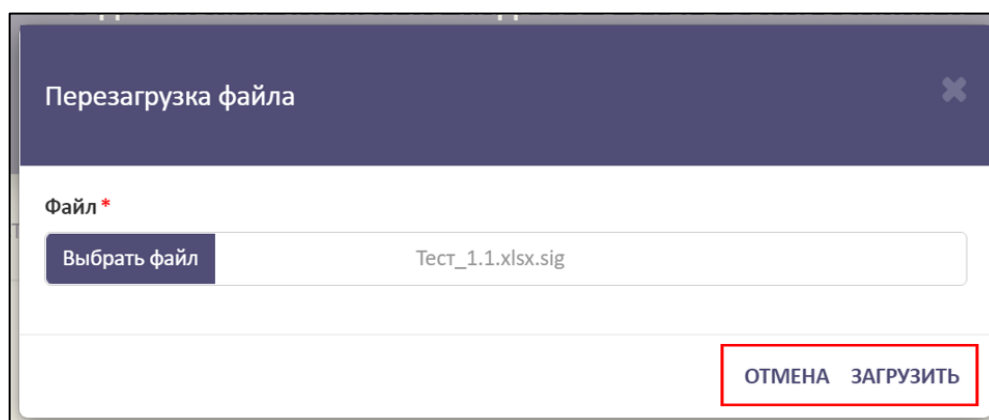 Перезагрузка файла
Файл *
Выбрать файл Тест_1.1.xlsx.sig
ОТМЕНА ЗАГРУЗИТЬ